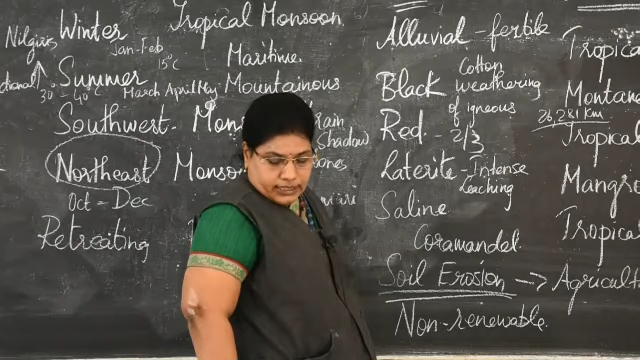 Nilgiris Winter
Jan-Feb
15°C
Summer
30°-40°C March April May
Southwest.
Northeast Monso
Oct - Dec
Retreating
Tropical Monsoon
Maritime.
Mountainous
rain
Shadow
zones
Alluvial - fertile
Black Cotton
weathering
of igneous
Red - 2/3
Laterite - Intense
leaching
Saline
Coromandel.
Soil Erosion → Agricult
Non-renewable.
Tropica
Montan
26,281 km
Tropical
Mangro
Tropica